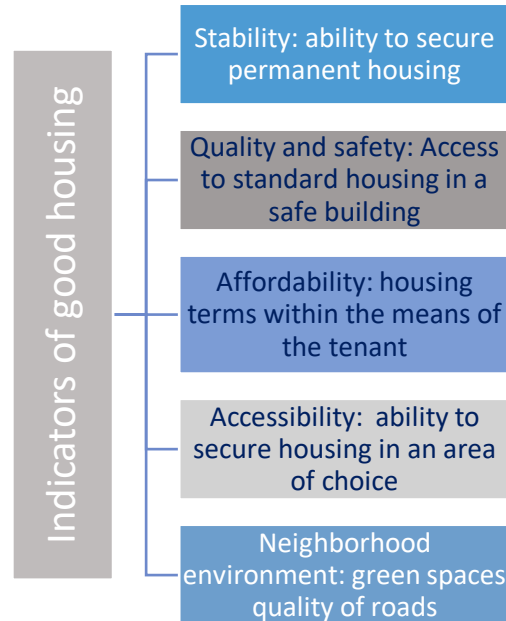 Indicators of good housing
Stability: ability to secure
permanent housing
Quality and safety: Access
to standard housing in a
safe building
Affordability: housing
terms within the means of
the tenant
Accessibility:  ability to
secure housing in an area
of choice
Neighborhood
environment: green spaces
quality of roads